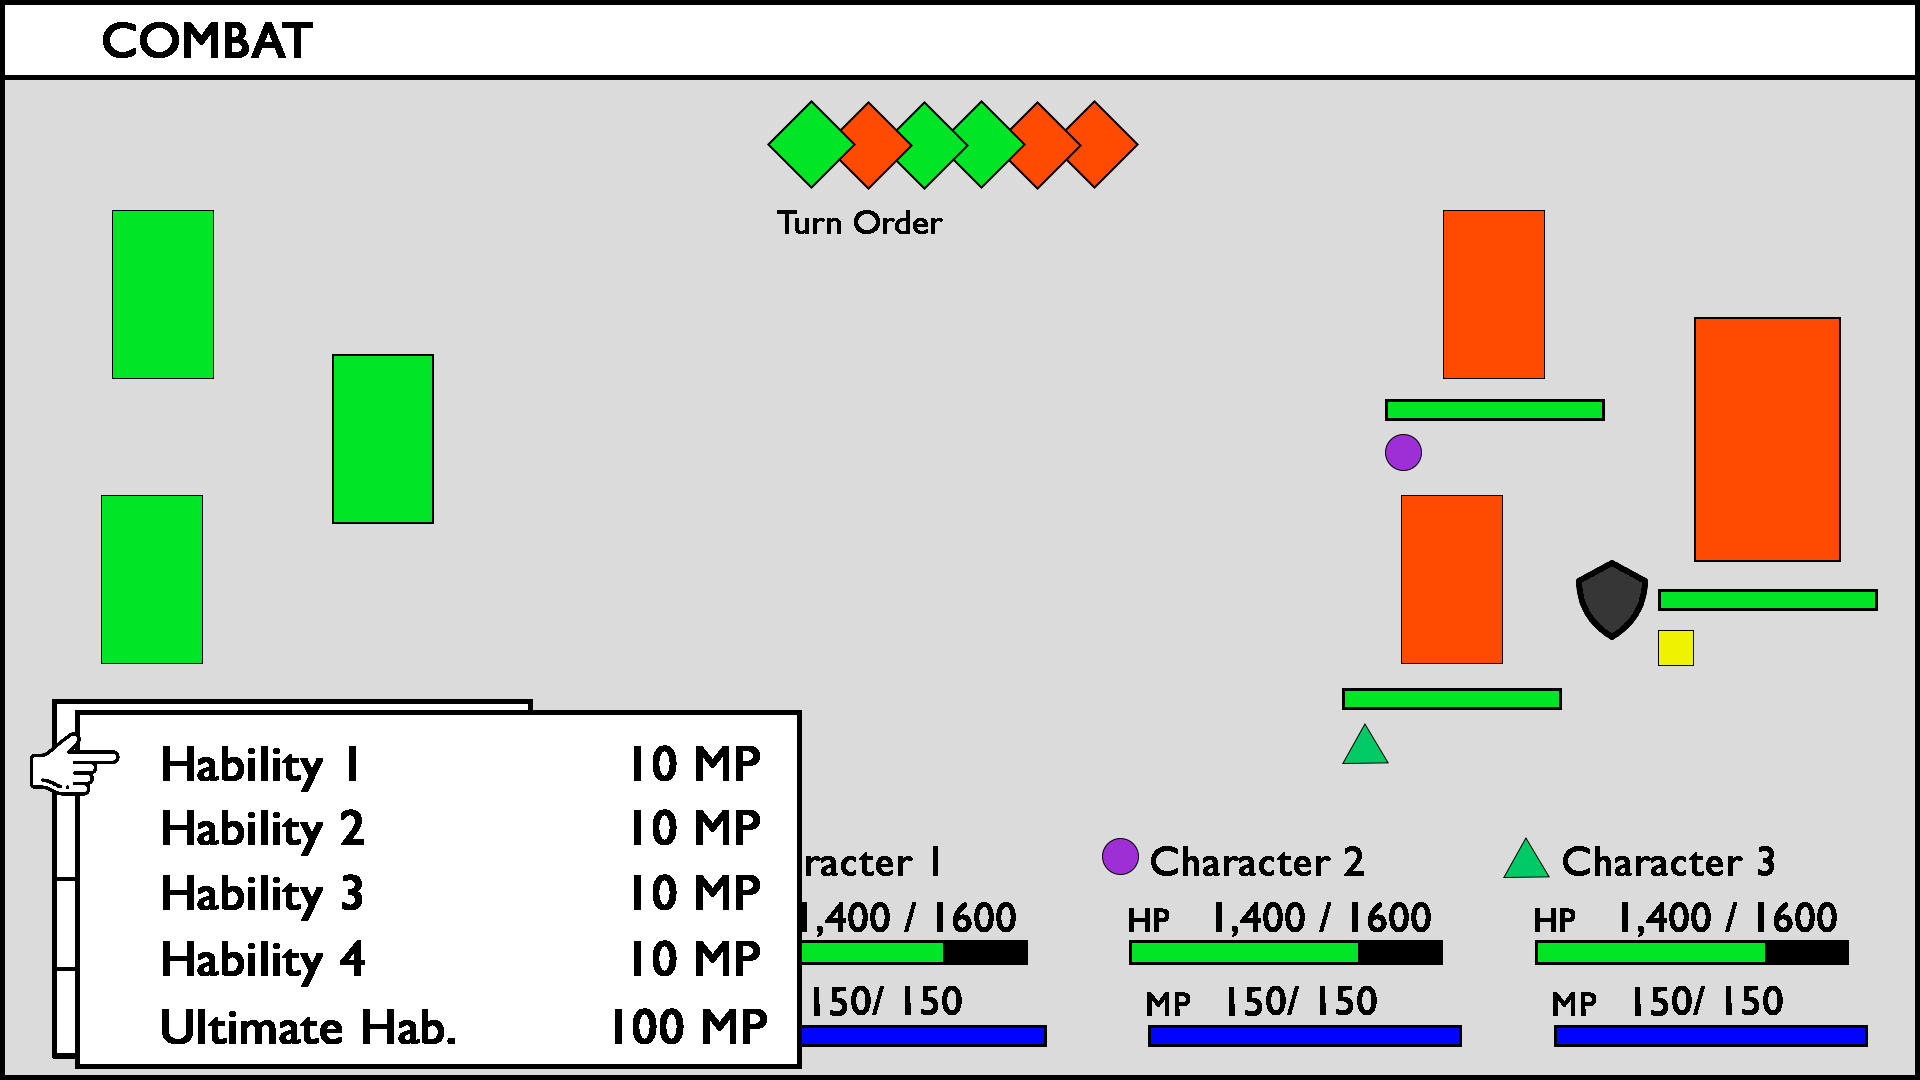 COMBAT
Turn Order
Hability 1 10 MP
Hability 2 10 MP
Hability 3 10 MP
Hability 4 10 MP
Ultimate Hab. 100 MP
racter 1
1,400 / 1600
150/ 150
Character 2
HP 1,400 / 1600
MP 150/ 150
Character 3
HP 1,400 / 1600
MP 150/ 150